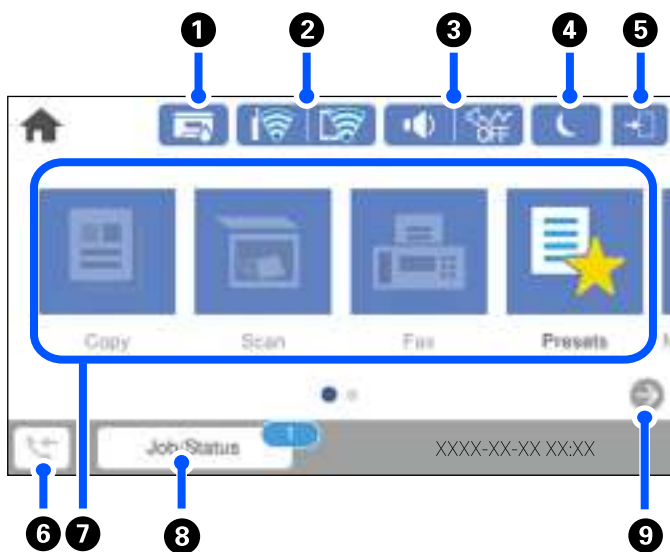 1 2 3 4 5
OFF
Copy Scan Fax Presets
Job/Status 1 XXXX-XX-XX XX:XX
6 7 8 9